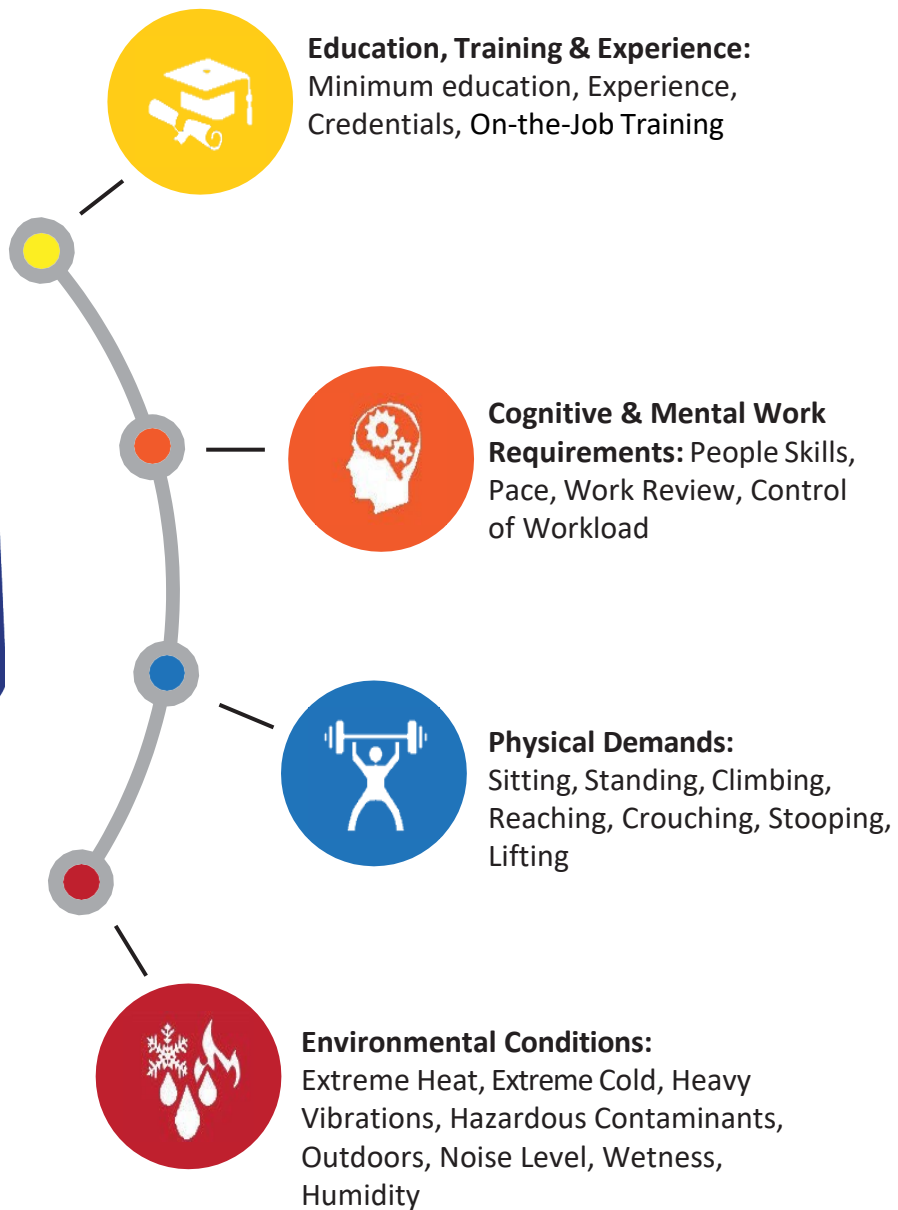 Education, Training & Experience:
Minimum education, Experience,
Credentials, On-the-Job Training
Cognitive & Mental Work
Requirements: People Skills,
Pace, Work Review, Control
of Workload
Physical Demands:
Sitting, Standing, Climbing,
Reaching, Crouching, Stooping,
Lifting
Environmental Conditions:
Extreme Heat, Extreme Cold, Heavy
Vibrations, Hazardous Contaminants,
Outdoors, Noise Level, Wetness,
Humidity